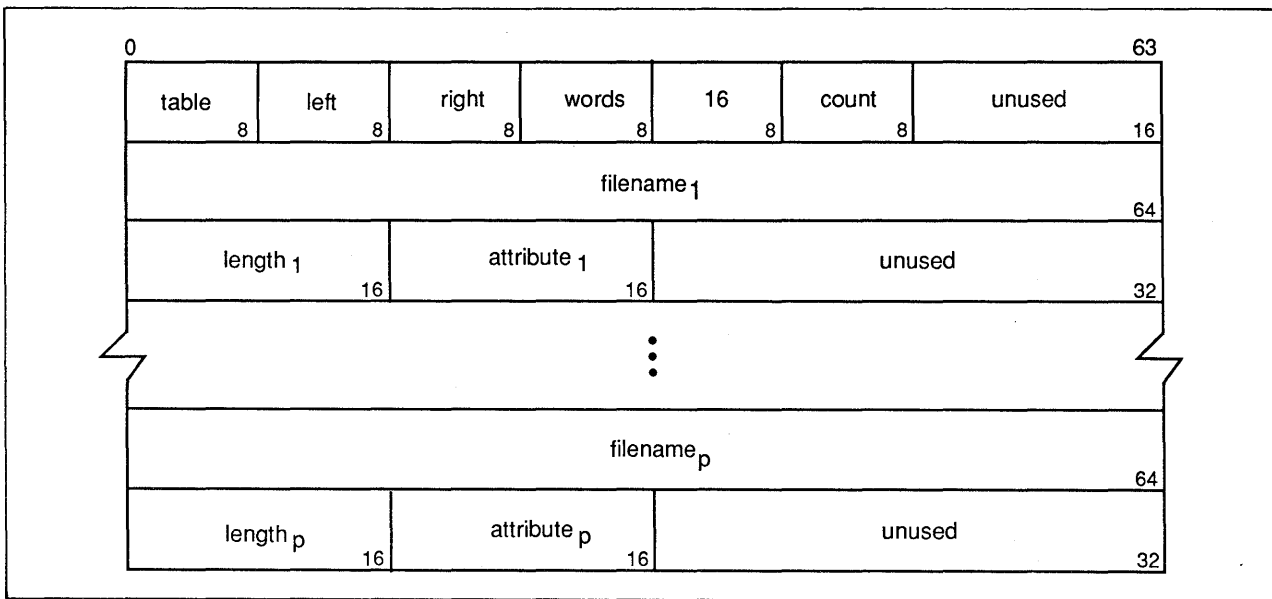 0 63
table left right words 16 count unused
8 8 8 8 8 8 16
filename1
64
length1 attribute1 unused
16 16 32
filenamep
64
lengthp attributep unused
16 16 32